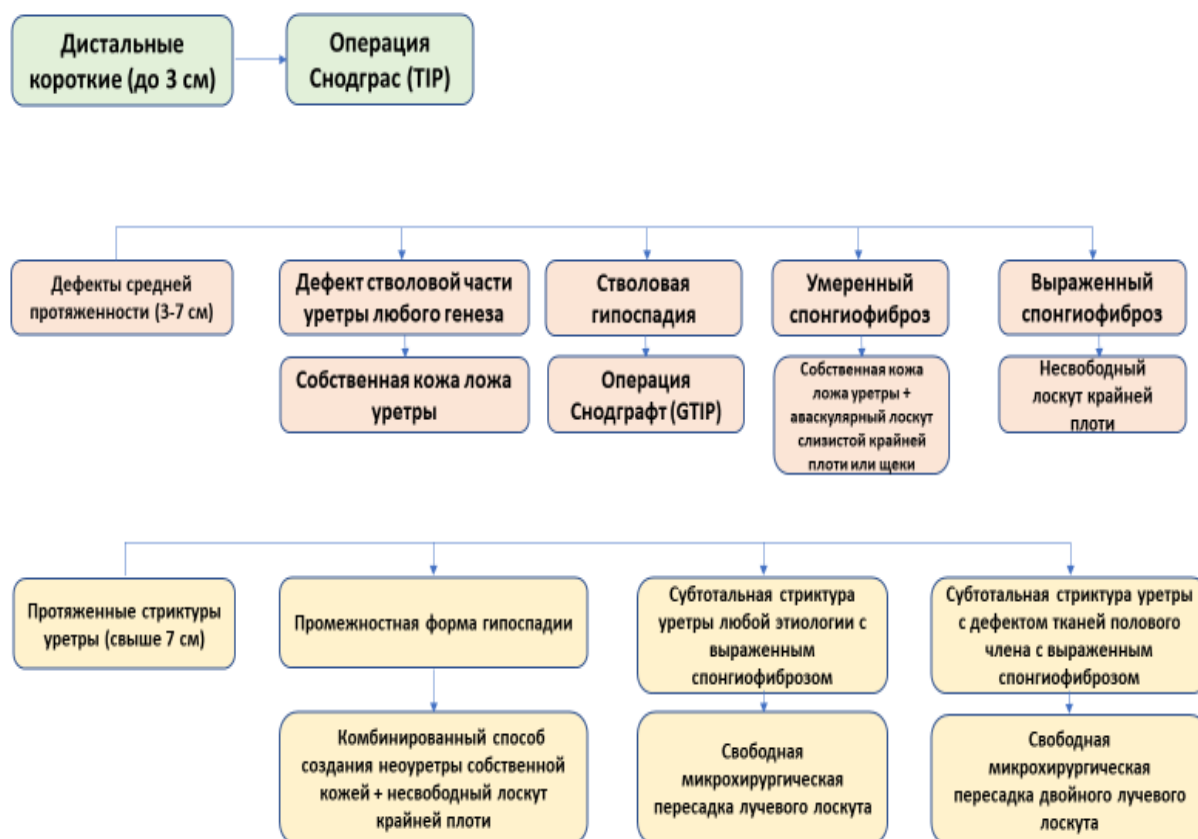 Дистальные
короткие (до 3 см)
Операция
Снодграс (TIP)
Дефекты средней
протяженности (3-7 см)
Дефект стволовой части
уретры любого генеза
Стволовая
гипоспадия
Умеренный
спонгиофиброз
Выраженный
спонгиофиброз
Собственная кожа ложа
уретры
Операция
Снодграфт (GTIP)
Собственная кожа
ложа уретры +
аваскулярный лоскут
слизистой крайней
плоти или щеки
Несвободный
лоскут крайней
плоти
Протяженные стриктуры
уретры (свыше 7 см)
Промежностная форма гипоспадии
Субтотальная стриктура
уретры любой этиологии с
выраженным
спонгиофиброзом
Субтотальная стриктура уретры
с дефектом тканей полового
члена с выраженным
спонгиофиброзом
Комбинированный способ
создания неоуретры собственной
кожей + несвободный лоскут
крайней плоти
Свободная
микрохирургическая
пересадка лучевого лоскута
Свободная
микрохирургическая
пересадка двойного лучевого
лоскута